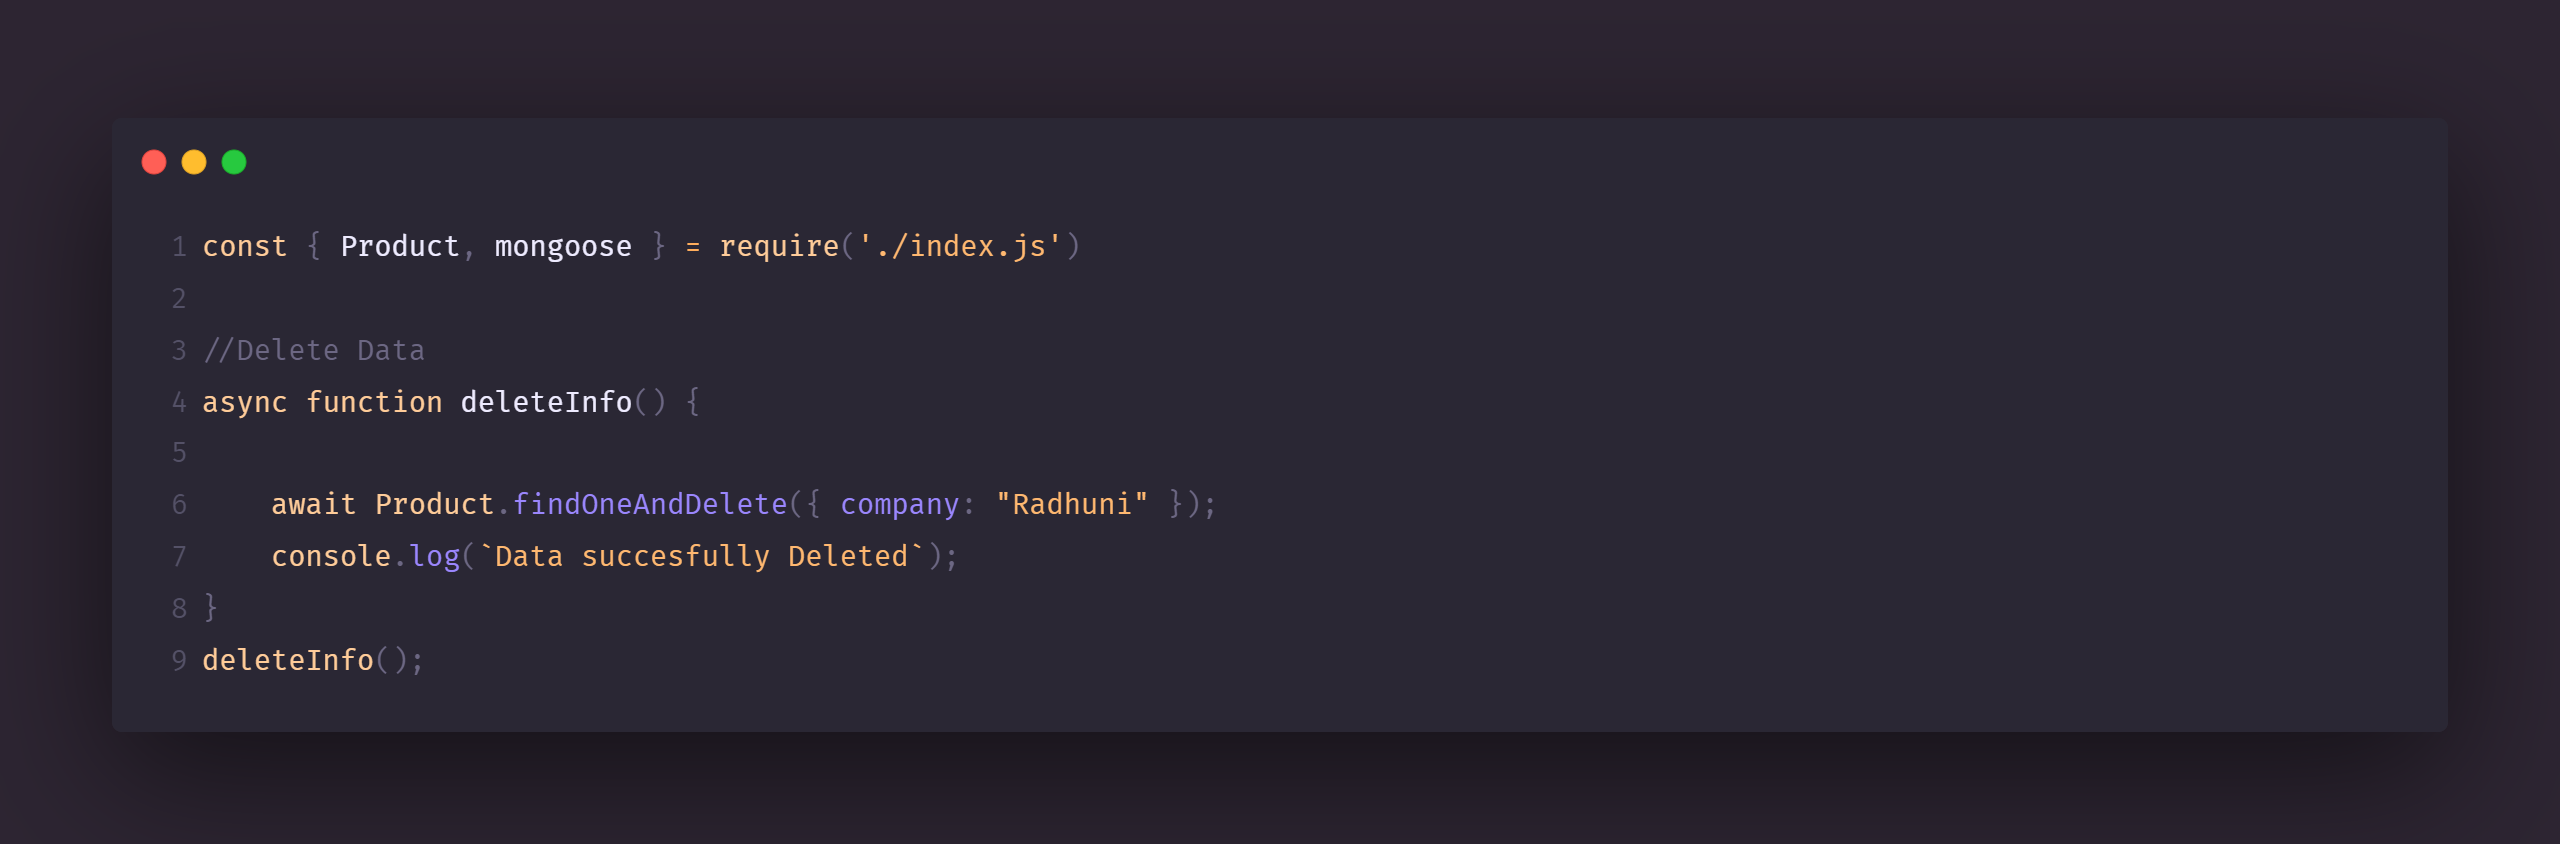 1 const { Product, mongoose } = require('./index.js')
2
3 //Delete Data
4 async function deleteInfo() {
5
6     await Product.findOneAndDelete({ company: "Radhuni" });
7     console.log(`Data succesfully Deleted`);
8 }
9 deleteInfo();